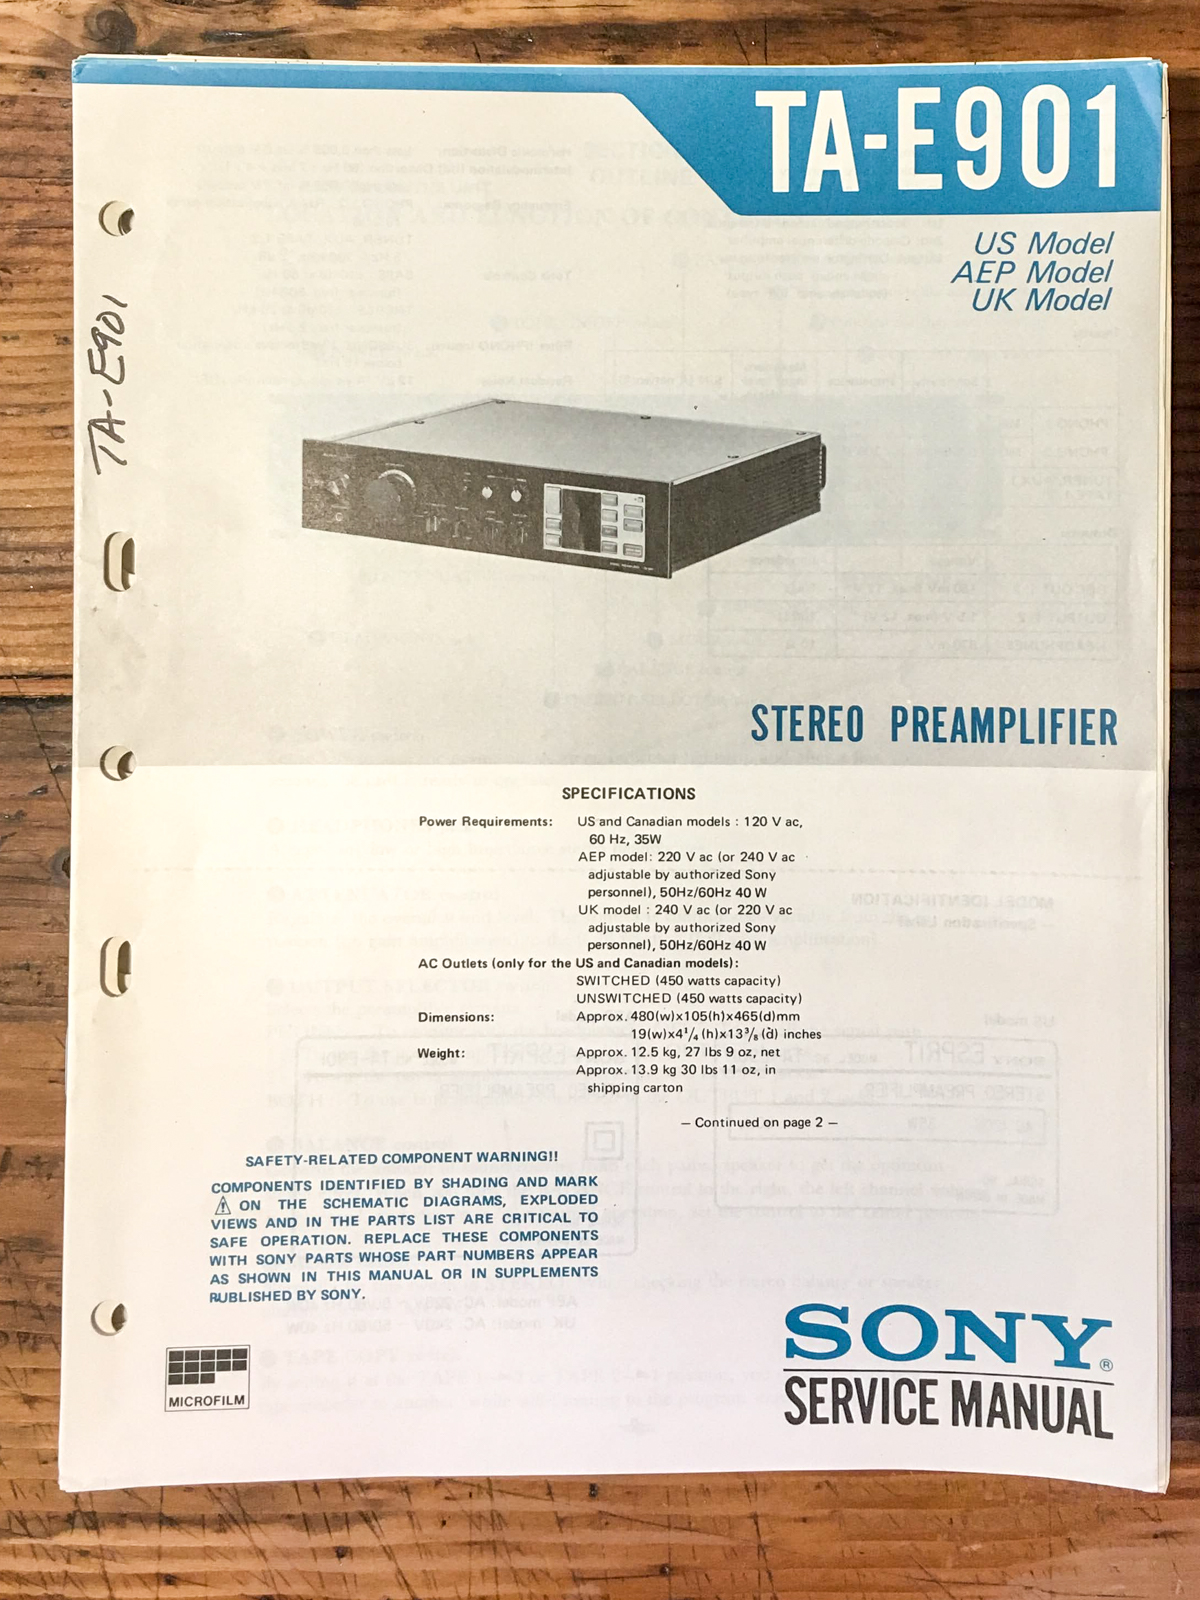 TA-E901
US Model
AEP Model
UK Model
TA-E901
STEREO PREAMPLIFIER
SPECIFICATIONS
Power Requirements: US and Canadian models : 120 V ac,
60 Hz, 35W
AEP model: 220 V ac (or 240 V ac
adjustable by authorized Sony
personnel), 50Hz/60Hz 40 W
UK model : 240 V ac (or 220 V ac
adjustable by authorized Sony
personnel), 50Hz/60Hz 40 W
AC Outlets (only for the US and Canadian models):
SWITCHED (450 watts capacity)
UNSWITCHED (450 watts capacity)
Dimensions: Approx. 480(w)x105(h)x465(d)mm
19(w)x4¹/₄ (h)x13³/₈ (d) inches
Weight: Approx. 12.5 kg, 27 lbs 9 oz, net
Approx. 13.9 kg 30 lbs 11 oz, in
shipping carton
— Continued on page 2 —
SAFETY-RELATED COMPONENT WARNING!!
COMPONENTS IDENTIFIED BY SHADING AND MARK
⚠ ON THE SCHEMATIC DIAGRAMS, EXPLODED
VIEWS AND IN THE PARTS LIST ARE CRITICAL TO
SAFE OPERATION. REPLACE THESE COMPONENTS
WITH SONY PARTS WHOSE PART NUMBERS APPEAR
AS SHOWN IN THIS MANUAL OR IN SUPPLEMENTS
PUBLISHED BY SONY.
MICROFILM
SONY®
SERVICE MANUAL